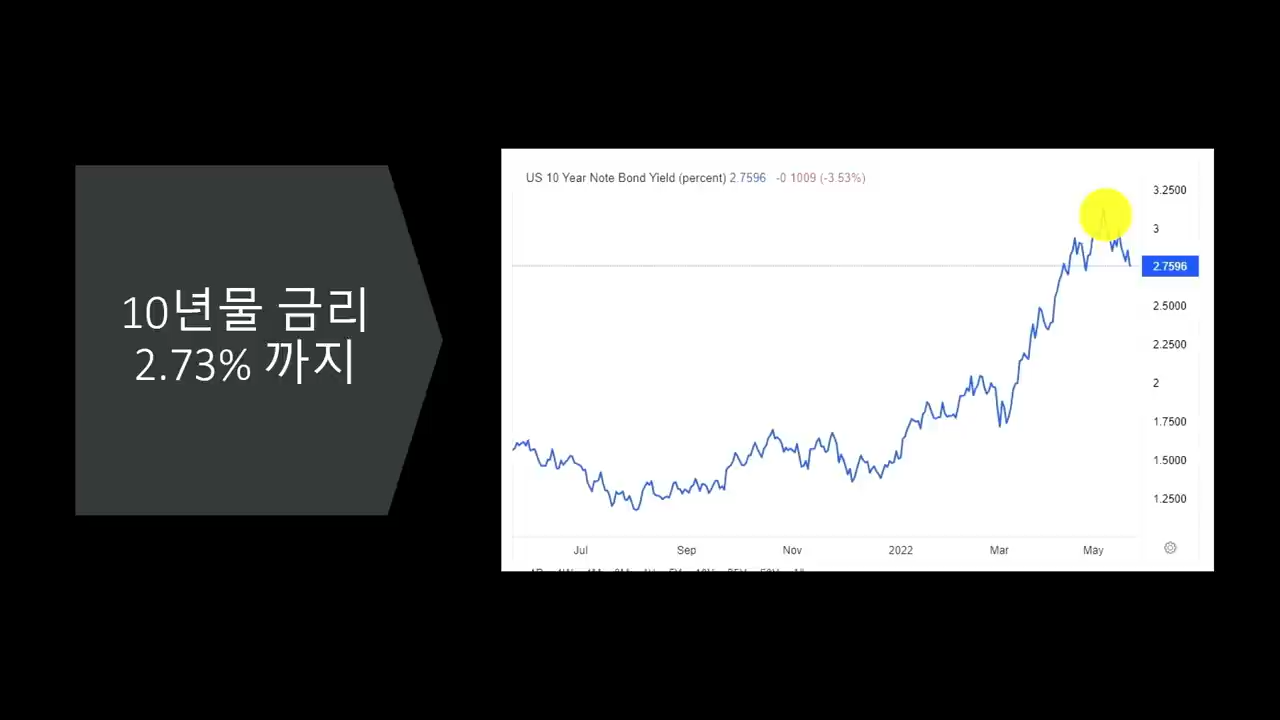 10년물 금리
2.73% 까지
US 10 Year Note Bond Yield (percent) 2.7596 -0 1009 (-3.53%)
3.2500
3
2.7596
2.5000
2.2500
2
1.7500
1.5000
1.2500
Jul Sep Nov 2022 Mar May